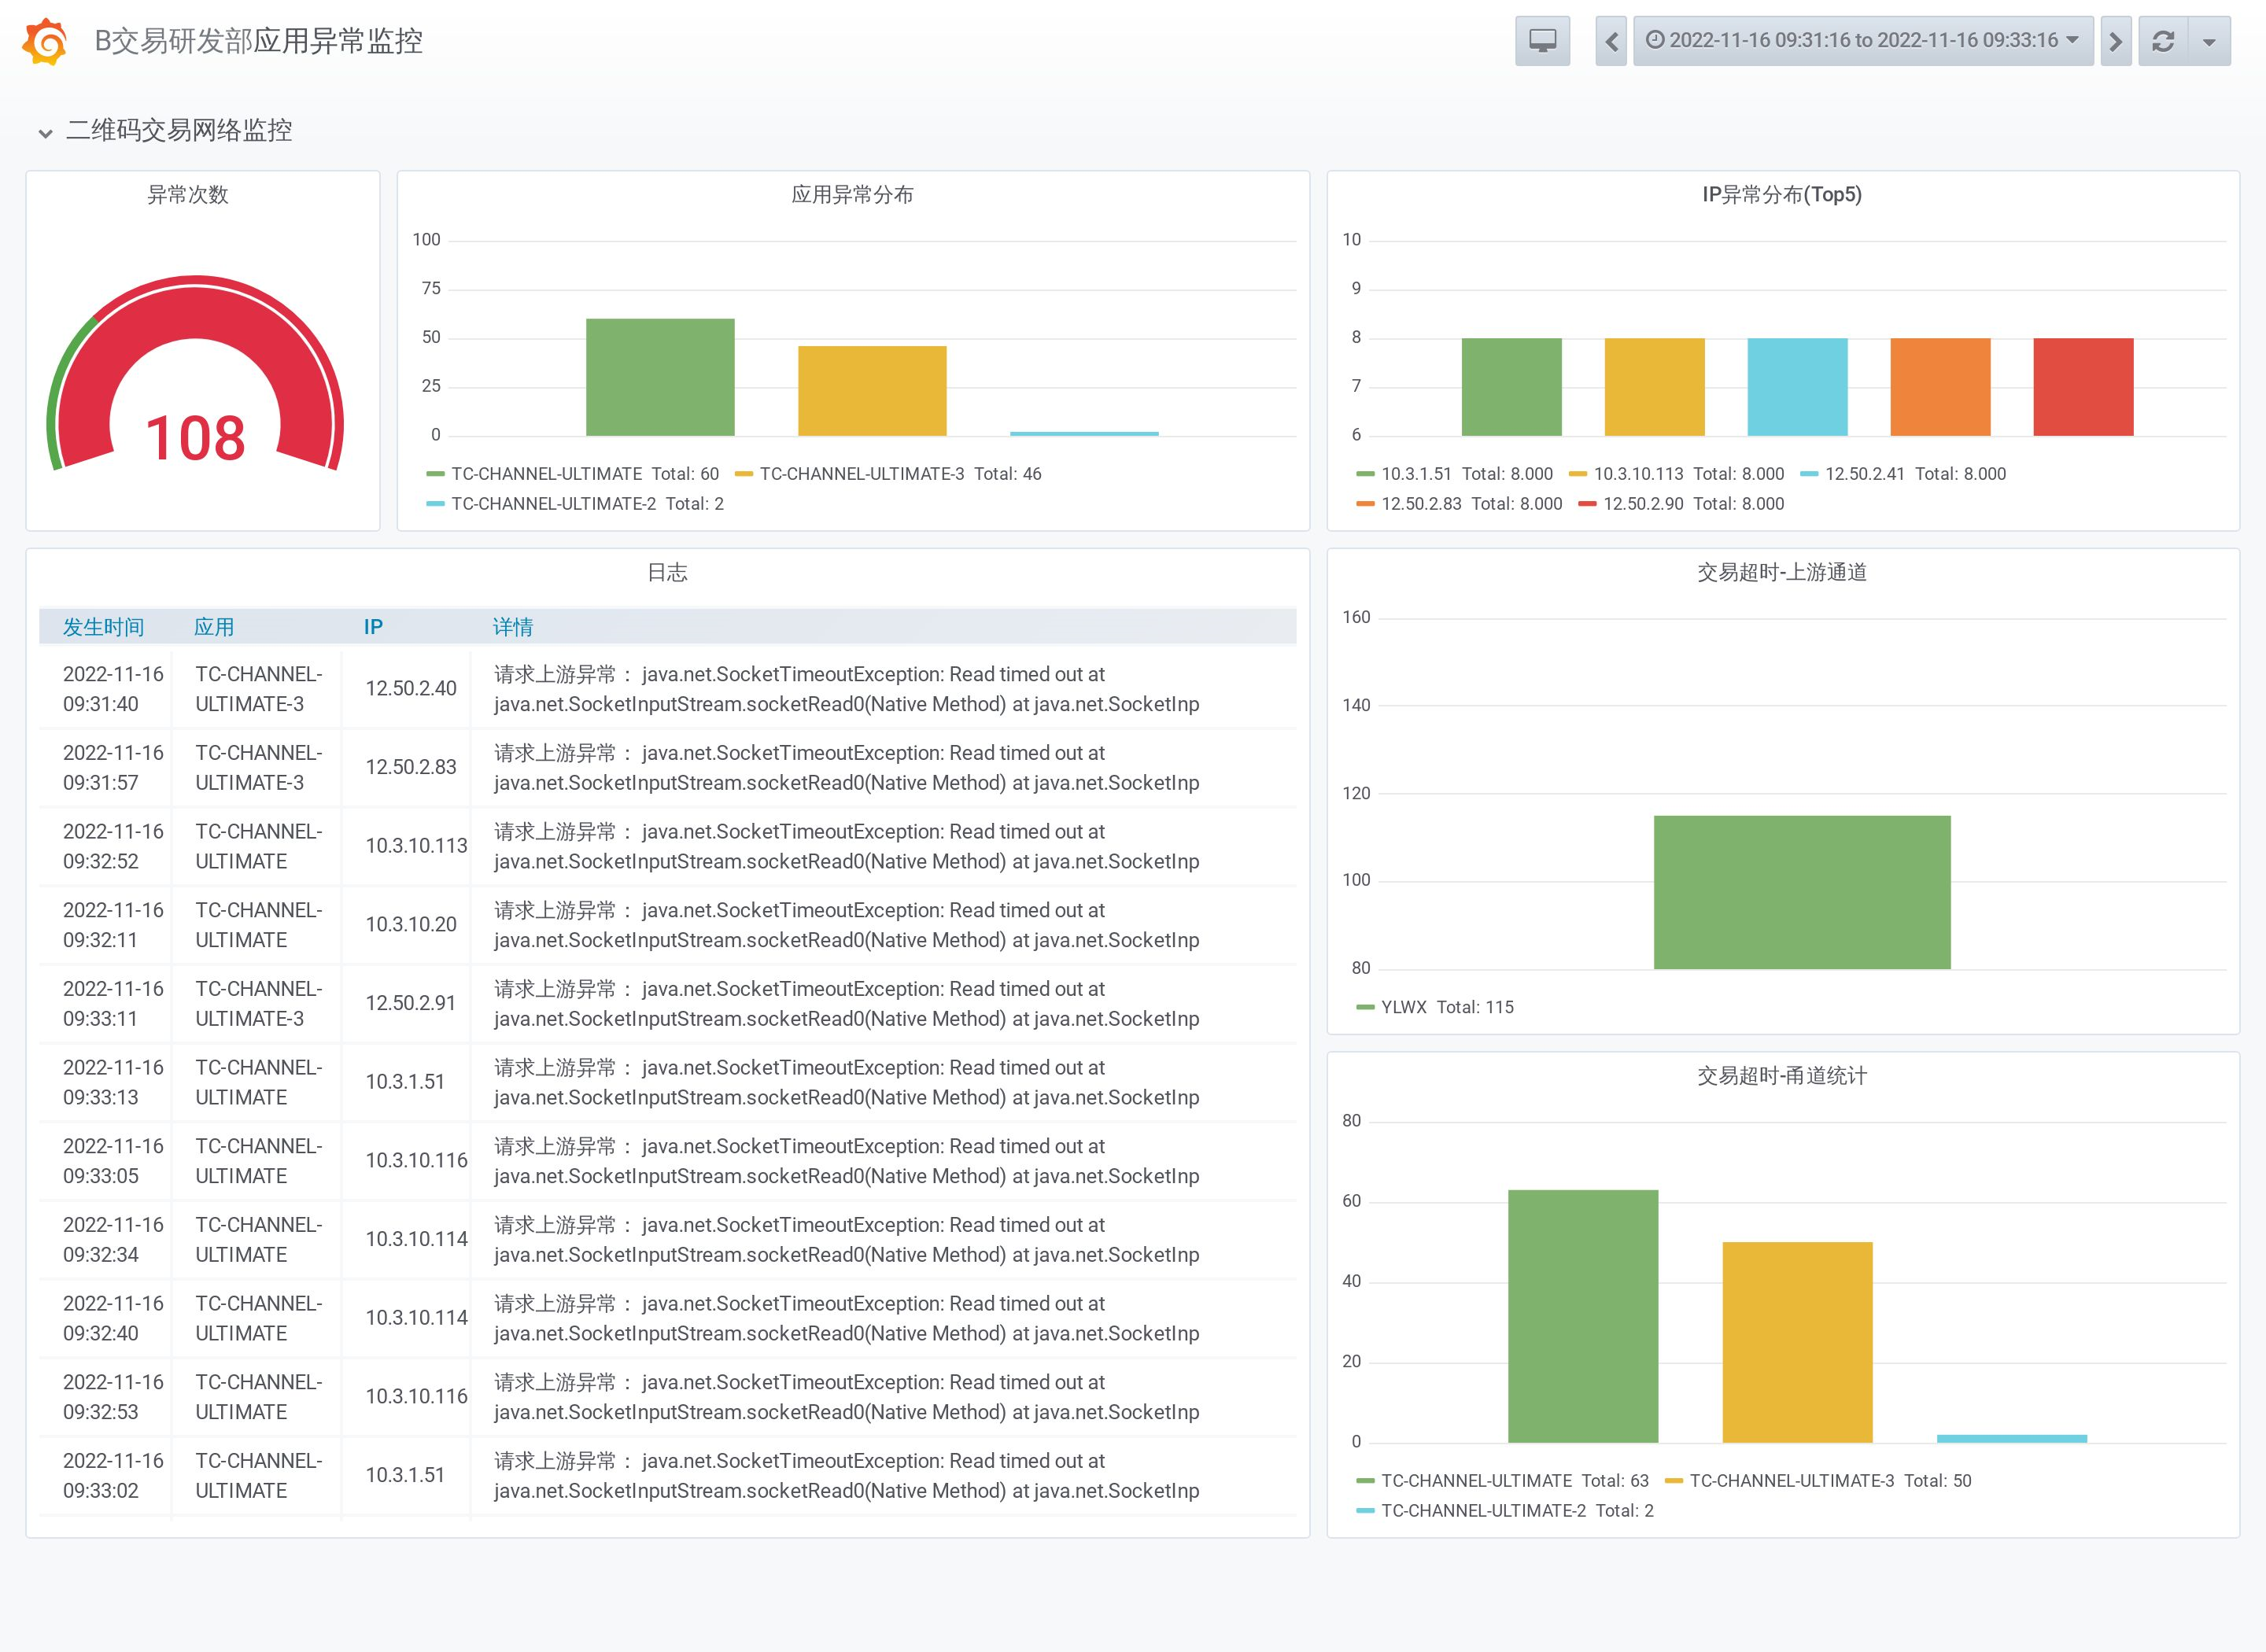 B交易研发部应用异常监控
2022-11-16 09:31:16 to 2022-11-16 09:33:16
二维码交易网络监控
异常次数
108
应用异常分布
100
75
50
25
0
TC-CHANNEL-ULTIMATE Total: 60 TC-CHANNEL-ULTIMATE-3 Total: 46
TC-CHANNEL-ULTIMATE-2 Total: 2
IP异常分布(Top5)
10
9
8
7
6
10.3.1.51 Total: 8.000 10.3.10.113 Total: 8.000 12.50.2.41 Total: 8.000
12.50.2.83 Total: 8.000 12.50.2.90 Total: 8.000
日志
发生时间 应用 IP 详情
2022-11-16 TC-CHANNEL- 请求上游异常： java.net.SocketTimeoutException: Read timed out at
12.50.2.40
09:31:40 ULTIMATE-3 java.net.SocketInputStream.socketRead0(Native Method) at java.net.SocketInp
2022-11-16 TC-CHANNEL- 请求上游异常： java.net.SocketTimeoutException: Read timed out at
12.50.2.83
09:31:57 ULTIMATE-3 java.net.SocketInputStream.socketRead0(Native Method) at java.net.SocketInp
2022-11-16 TC-CHANNEL- 请求上游异常： java.net.SocketTimeoutException: Read timed out at
10.3.10.113
09:32:52 ULTIMATE java.net.SocketInputStream.socketRead0(Native Method) at java.net.SocketInp
2022-11-16 TC-CHANNEL- 请求上游异常： java.net.SocketTimeoutException: Read timed out at
10.3.10.20
09:32:11 ULTIMATE java.net.SocketInputStream.socketRead0(Native Method) at java.net.SocketInp
2022-11-16 TC-CHANNEL- 请求上游异常： java.net.SocketTimeoutException: Read timed out at
12.50.2.91
09:33:11 ULTIMATE-3 java.net.SocketInputStream.socketRead0(Native Method) at java.net.SocketInp
2022-11-16 TC-CHANNEL- 请求上游异常： java.net.SocketTimeoutException: Read timed out at
10.3.1.51
09:33:13 ULTIMATE java.net.SocketInputStream.socketRead0(Native Method) at java.net.SocketInp
2022-11-16 TC-CHANNEL- 请求上游异常： java.net.SocketTimeoutException: Read timed out at
10.3.10.116
09:33:05 ULTIMATE java.net.SocketInputStream.socketRead0(Native Method) at java.net.SocketInp
2022-11-16 TC-CHANNEL- 请求上游异常： java.net.SocketTimeoutException: Read timed out at
10.3.10.114
09:32:34 ULTIMATE java.net.SocketInputStream.socketRead0(Native Method) at java.net.SocketInp
2022-11-16 TC-CHANNEL- 请求上游异常： java.net.SocketTimeoutException: Read timed out at
10.3.10.114
09:32:40 ULTIMATE java.net.SocketInputStream.socketRead0(Native Method) at java.net.SocketInp
2022-11-16 TC-CHANNEL- 请求上游异常： java.net.SocketTimeoutException: Read timed out at
10.3.10.116
09:32:53 ULTIMATE java.net.SocketInputStream.socketRead0(Native Method) at java.net.SocketInp
2022-11-16 TC-CHANNEL- 请求上游异常： java.net.SocketTimeoutException: Read timed out at
10.3.1.51
09:33:02 ULTIMATE java.net.SocketInputStream.socketRead0(Native Method) at java.net.SocketInp
交易超时-上游通道
160
140
120
100
80
YLWX Total: 115
交易超时-甬道统计
80
60
40
20
0
TC-CHANNEL-ULTIMATE Total: 63 TC-CHANNEL-ULTIMATE-3 Total: 50
TC-CHANNEL-ULTIMATE-2 Total: 2